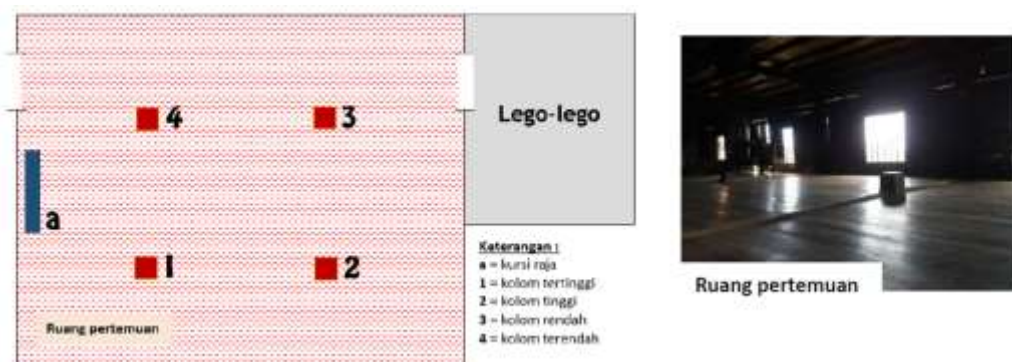 4
3
Lego-lego
a
1
2
Ruang pertemuan
Keterangan :
a = kursi raja
1 = kolom tertinggi
2 = kolom tinggi
3 = kolom rendah
4 = kolom terendah
Ruang pertemuan